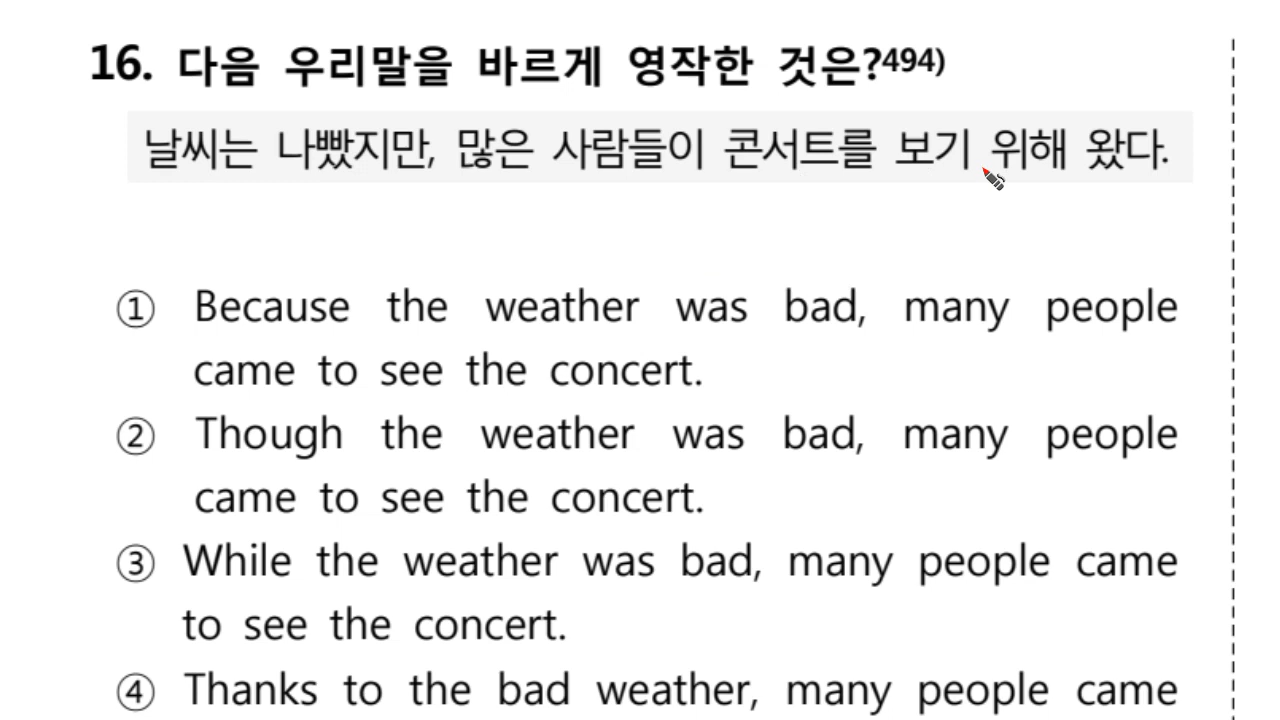 16. 다음 우리말을 바르게 영작한 것은?494)
날씨는 나빴지만, 많은 사람들이 콘서트를 보기 위해 왔다.
① Because the weather was bad, many people
came to see the concert.
② Though the weather was bad, many people
came to see the concert.
③ While the weather was bad, many people came
to see the concert.
④ Thanks to the bad weather, many people came